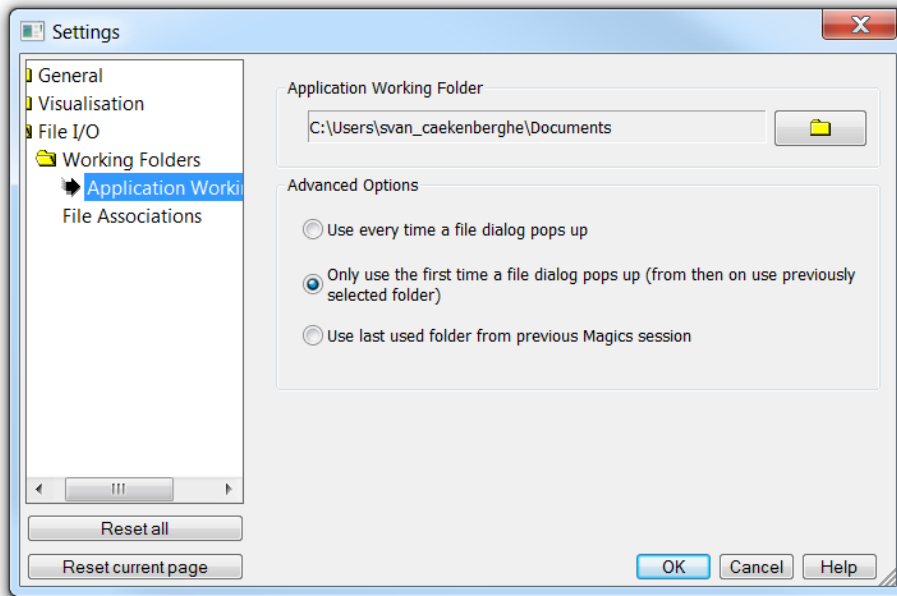 Settings
General
Visualisation
File I/O
Working Folders
Application Workin
File Associations
Reset all
Reset current page
Application Working Folder
C:\Users\svan_caekenberghe\Documents
Advanced Options
Use every time a file dialog pops up
Only use the first time a file dialog pops up (from then on use previously
selected folder)
Use last used folder from previous Magics session
OK
Cancel
Help